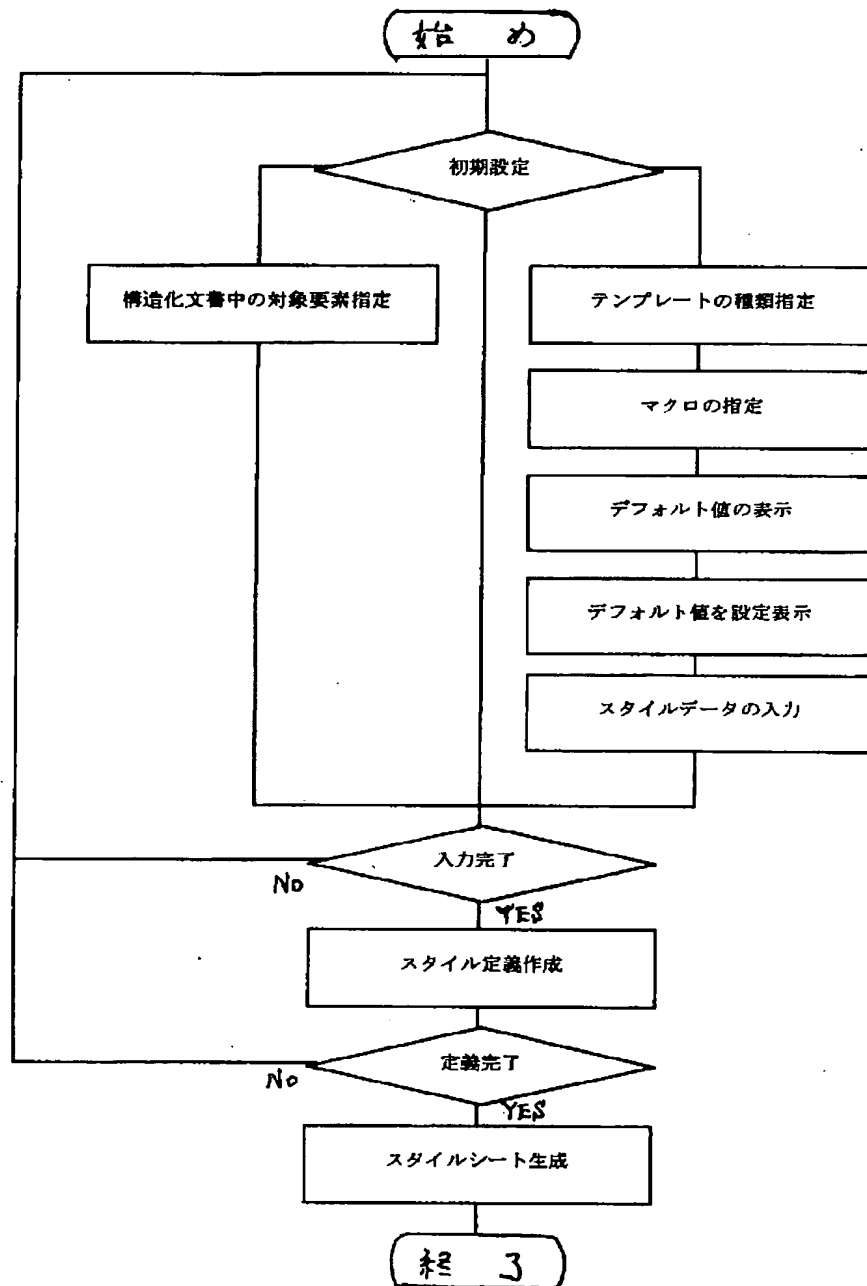 始 め
初期設定
構造化文書中の対象要素指定
テンプレートの種類指定
マクロの指定
デフォルト値の表示
デフォルト値を設定表示
スタイルデータの入力
入力完了
NO
YES
スタイル定義作成
定義完了
NO
YES
スタイルシート生成
終 了